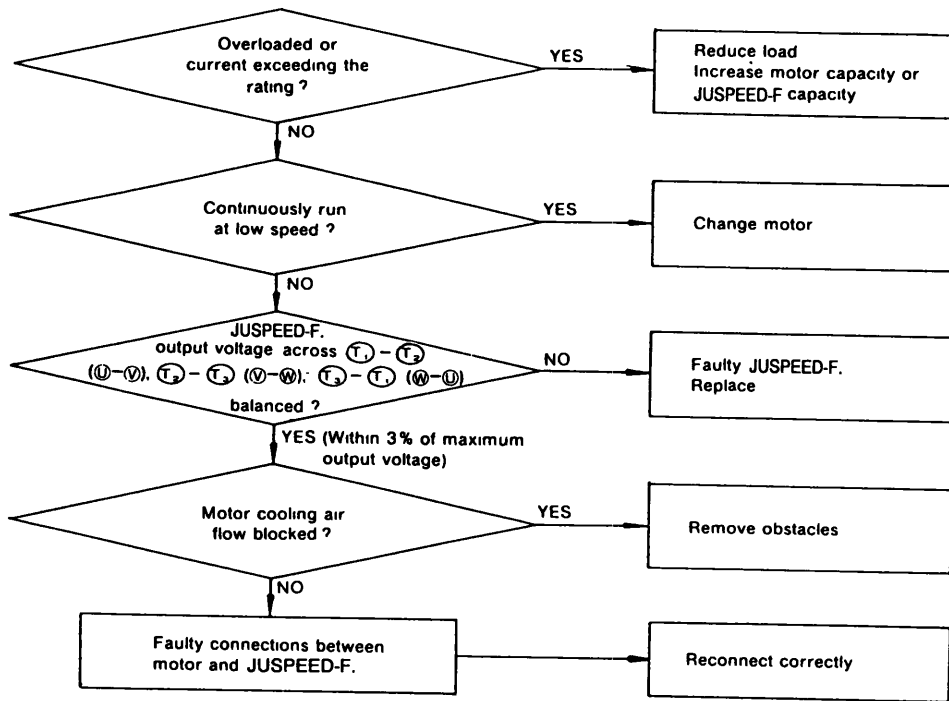 Overloaded or
current exceeding the
rating ?
YES
Reduce load
Increase motor capacity or
JUSPEED-F capacity
NO
Continuously run
at low speed ?
YES
Change motor
NO
JUSPEED-F.
output voltage across T₁ - T₂
(U-V), T₂ - T₃ (V-W), T₃ - T₁ (W-U)
balanced ?
NO
Faulty JUSPEED-F.
Replace
YES (Within 3% of maximum
output voltage)
Motor cooling air
flow blocked ?
YES
Remove obstacles
NO
Faulty connections between
motor and JUSPEED-F.
Reconnect correctly